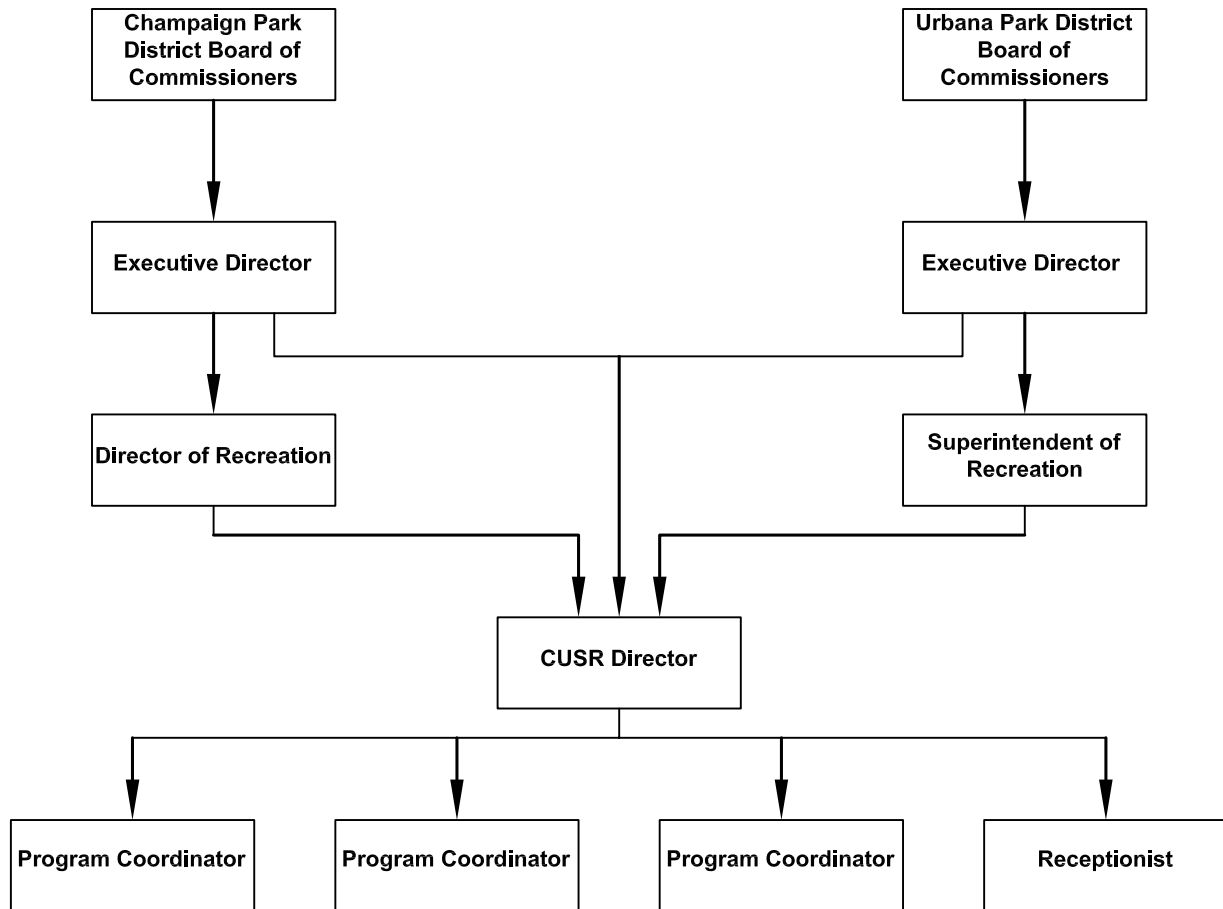 Champaign Park
District Board of
Commissioners
Urbana Park District
Board of
Commissioners
Executive Director
Executive Director
Director of Recreation
Superintendent of
Recreation
CUSR Director
Program Coordinator
Program Coordinator
Program Coordinator
Receptionist